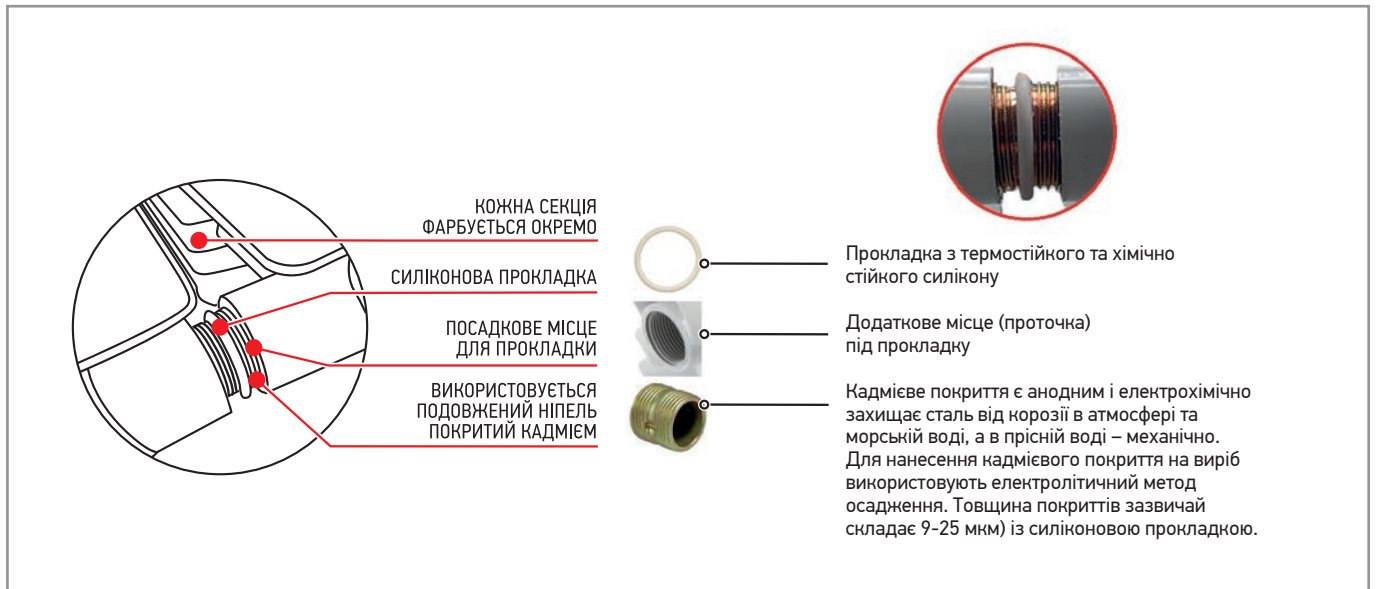 КОЖНА СЕКЦІЯ
ФАРБУЄТЬСЯ ОКРЕМО
СИЛІКОНОВА ПРОКЛАДКА
ПОСАДКОВЕ МІСЦЕ
ДЛЯ ПРОКЛАДКИ
ВИКОРИСТОВУЄТЬСЯ
ПОДОВЖЕНИЙ НІПЕЛЬ
ПОКРИТИЙ КАДМІЄМ
Прокладка з термостійкого та хімічно
стійкого силікону
Додаткове місце (проточка)
під прокладку
Кадмієве покриття є анодним і електрохімічно
захищає сталь від корозії в атмосфері та
морській воді, а в прісній воді – механічно.
Для нанесення кадмієвого покриття на виріб
використовують електролітичний метод
осадження. Товщина покриттів зазвичай
складає 9-25 мкм) із силіконовою прокладкою.